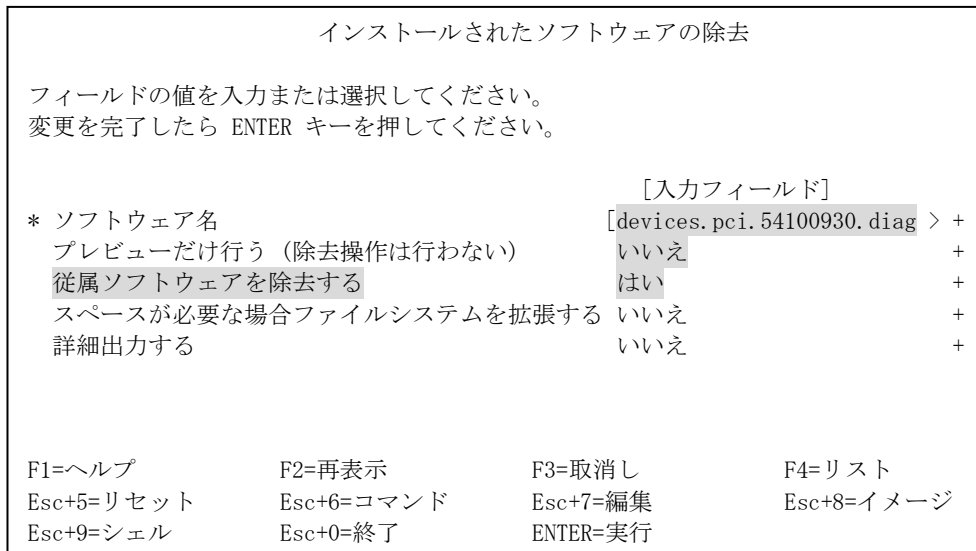 インストールされたソフトウェアの除去
フィールドの値を入力または選択してください。
変更を完了したら ENTER キーを押してください。
[入力フィールド]
* ソフトウェア名 [devices.pci.54100930.diag > +
プレビューだけ行う (除去操作は行わない) いいえ +
従属ソフトウェアを除去する はい +
スペースが必要な場合ファイルシステムを拡張する いいえ +
詳細出力する いいえ +
F1=ヘルプ F2=再表示 F3=取消し F4=リスト
Esc+5=リセット Esc+6=コマンド Esc+7=編集 Esc+8=イメージ
Esc+9=シェル Esc+0=終了 ENTER=実行